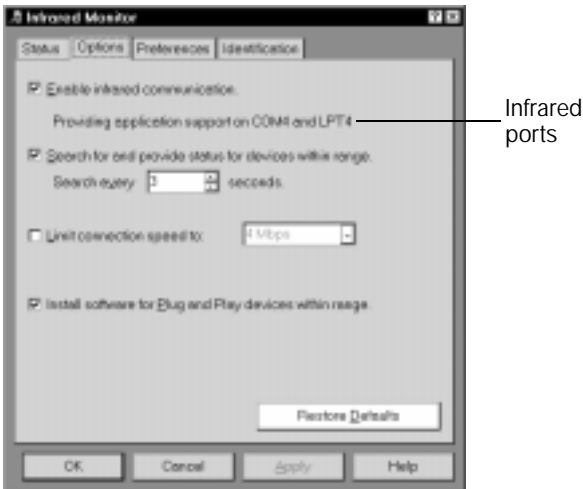 Infrared Monitor
Status Options Preferences Identification
Enable infrared communication.
Providing application support on COM4 and LPT4
Infrared ports
Search for and provide status for devices within range.
Search every 3 seconds.
Limit connection speed to: 4 Mbps
Install software for Plug and Play devices within range.
Restore Defaults
OK Cancel Apply Help